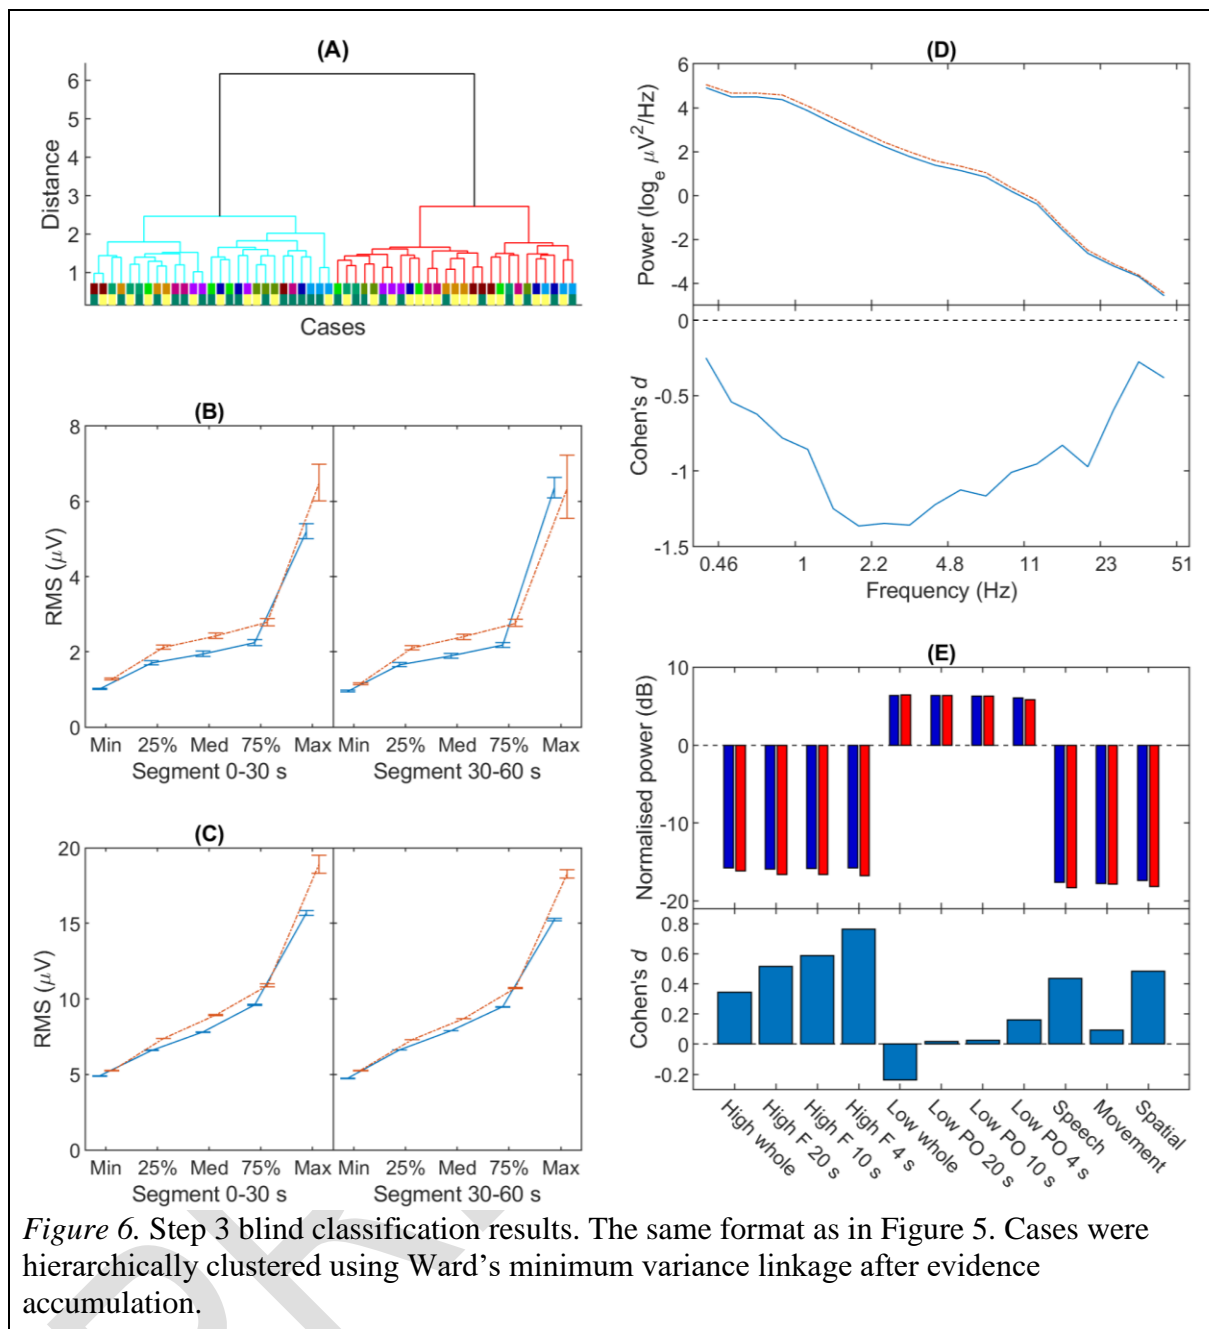 (A)
6
5
4
3
2
1
Distance
Cases
(B)
8
6
4
2
0
RMS (μV)
Min 25% Med 75% Max Min 25% Med 75% Max
Segment 0-30 s Segment 30-60 s
(C)
20
15
10
5
0
RMS (μV)
Min 25% Med 75% Max Min 25% Med 75% Max
Segment 0-30 s Segment 30-60 s
(D)
6
4
2
0
-2
-4
Power (logₑ μV²/Hz)
0
-0.5
-1
-1.5
Cohen's d
0.46 1 2.2 4.8 11 23 51
Frequency (Hz)
(E)
10
0
-10
-20
Normalised power (dB)
0.8
0.6
0.4
0.2
0
-0.2
Cohen's d
High whole
High F 20 s
High F 10 s
High F 4 s
Low whole
Low PO 20 s
Low PO 10 s
Low PO 4 s
Speech
Movement
Spatial
Figure 6. Step 3 blind classification results. The same format as in Figure 5. Cases were
hierarchically clustered using Ward's minimum variance linkage after evidence
accumulation.